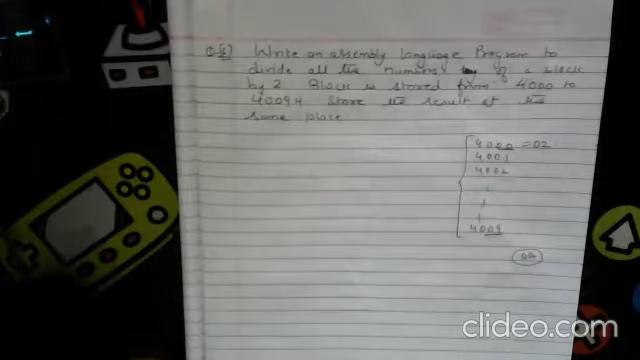 Write an assembly language Program to
divide all the numbers of a block
by 2 Block is stored from 4000 to
4009H Store the result at the
same place
4000 = 02
4001
4002
4009
02
clideo.com